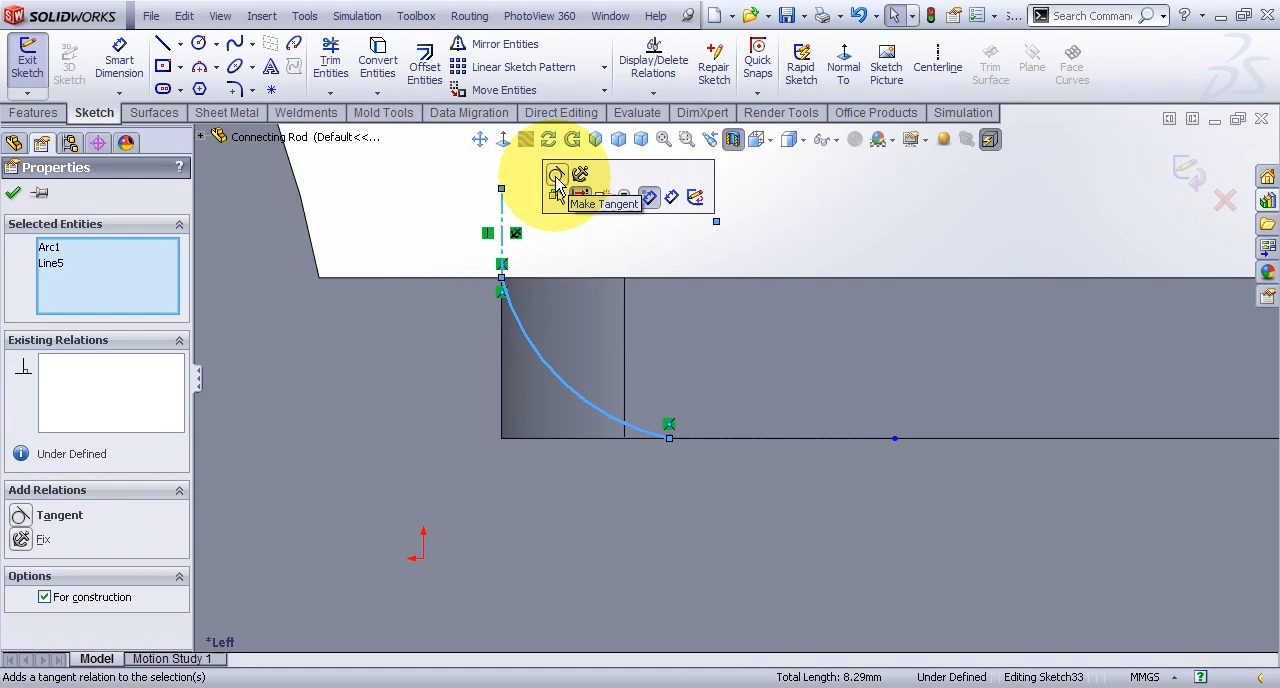 SOLIDWORKS File Edit View Insert Tools Simulation Toolbox Routing PhotoView 360 Window Help S... Search Comman ?
Exit Sketch
3D Sketch
Smart Dimension
Trim Entities
Convert Entities
Offset Entities
Mirror Entities
Linear Sketch Pattern
Move Entities
Display/Delete Relations
Repair Sketch
Quick Snaps
Rapid Sketch
Normal To
Sketch Picture
Centerline
Trim Surface
Plane
Face Curves
Features Sketch Surfaces Sheet Metal Weldments Mold Tools Data Migration Direct Editing Evaluate DimXpert Render Tools Simulation
Connecting Rod (Default<<...
Properties ?
Selected Entities
Arc1
Line5
Make Tangent
Existing Relations
Under Defined
Add Relations
Tangent
Fix
Options
For construction
*Left
Model Motion Study 1
Adds a tangent relation to the selection(s) Total Length: 8.29mm Under Defined Editing Sketch33 MMGS ?